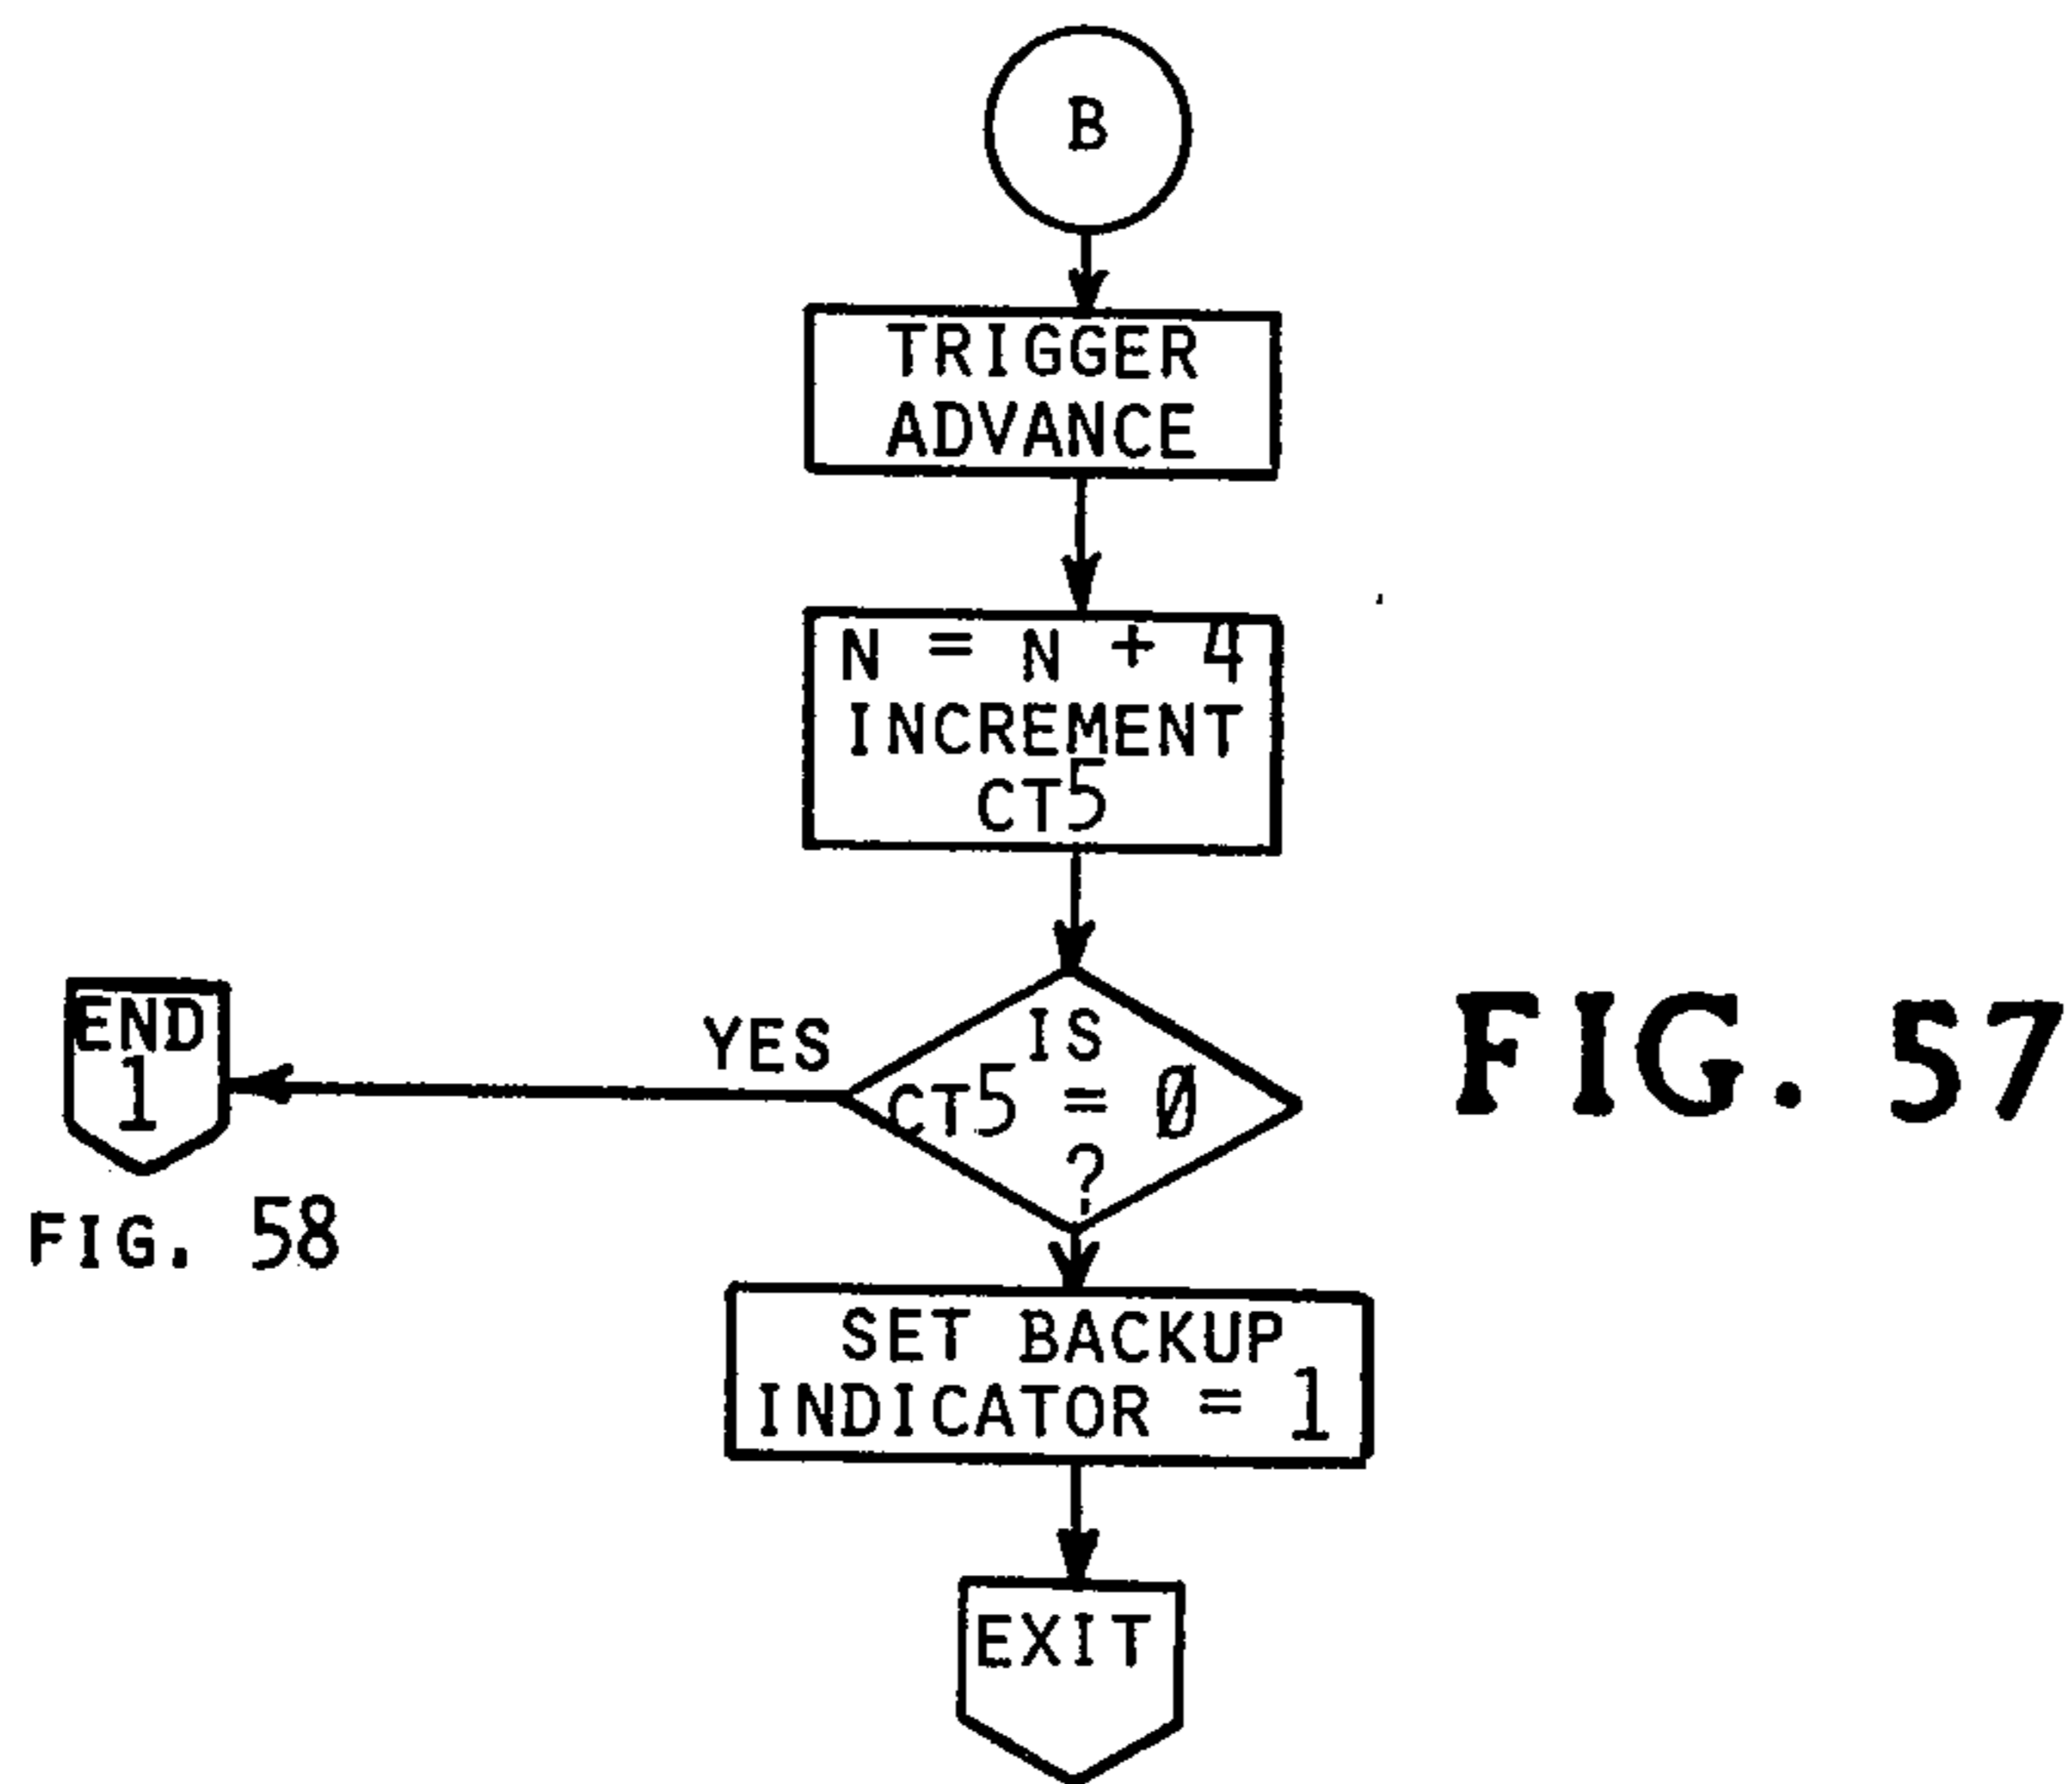 B
TRIGGER
ADVANCE
N = N + 4
INCREMENT
CT5
END
1
FIG. 58
YES
IS
CT5 = Ø
?
FIG. 57
SET BACKUP
INDICATOR = 1
EXIT